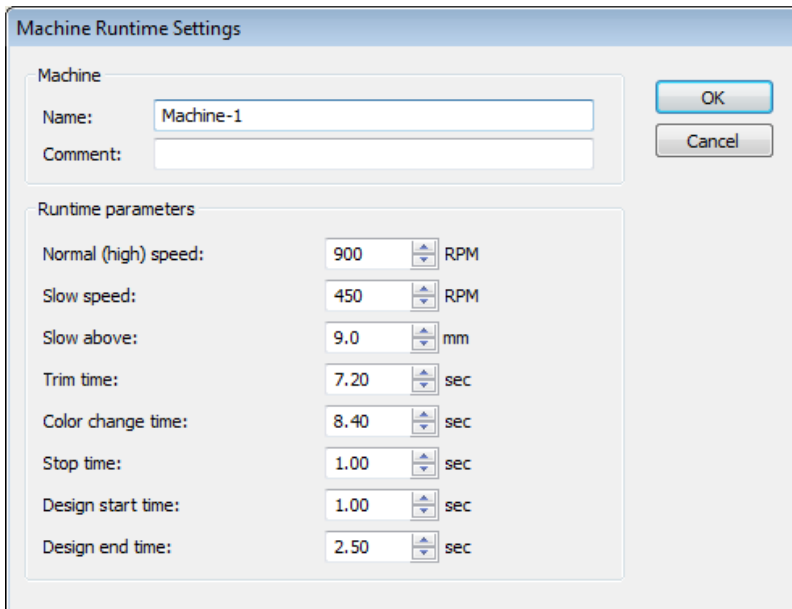 Machine Runtime Settings
Machine
Name: Machine-1
Comment:
OK
Cancel
Runtime parameters
Normal (high) speed: 900 RPM
Slow speed: 450 RPM
Slow above: 9.0 mm
Trim time: 7.20 sec
Color change time: 8.40 sec
Stop time: 1.00 sec
Design start time: 1.00 sec
Design end time: 2.50 sec